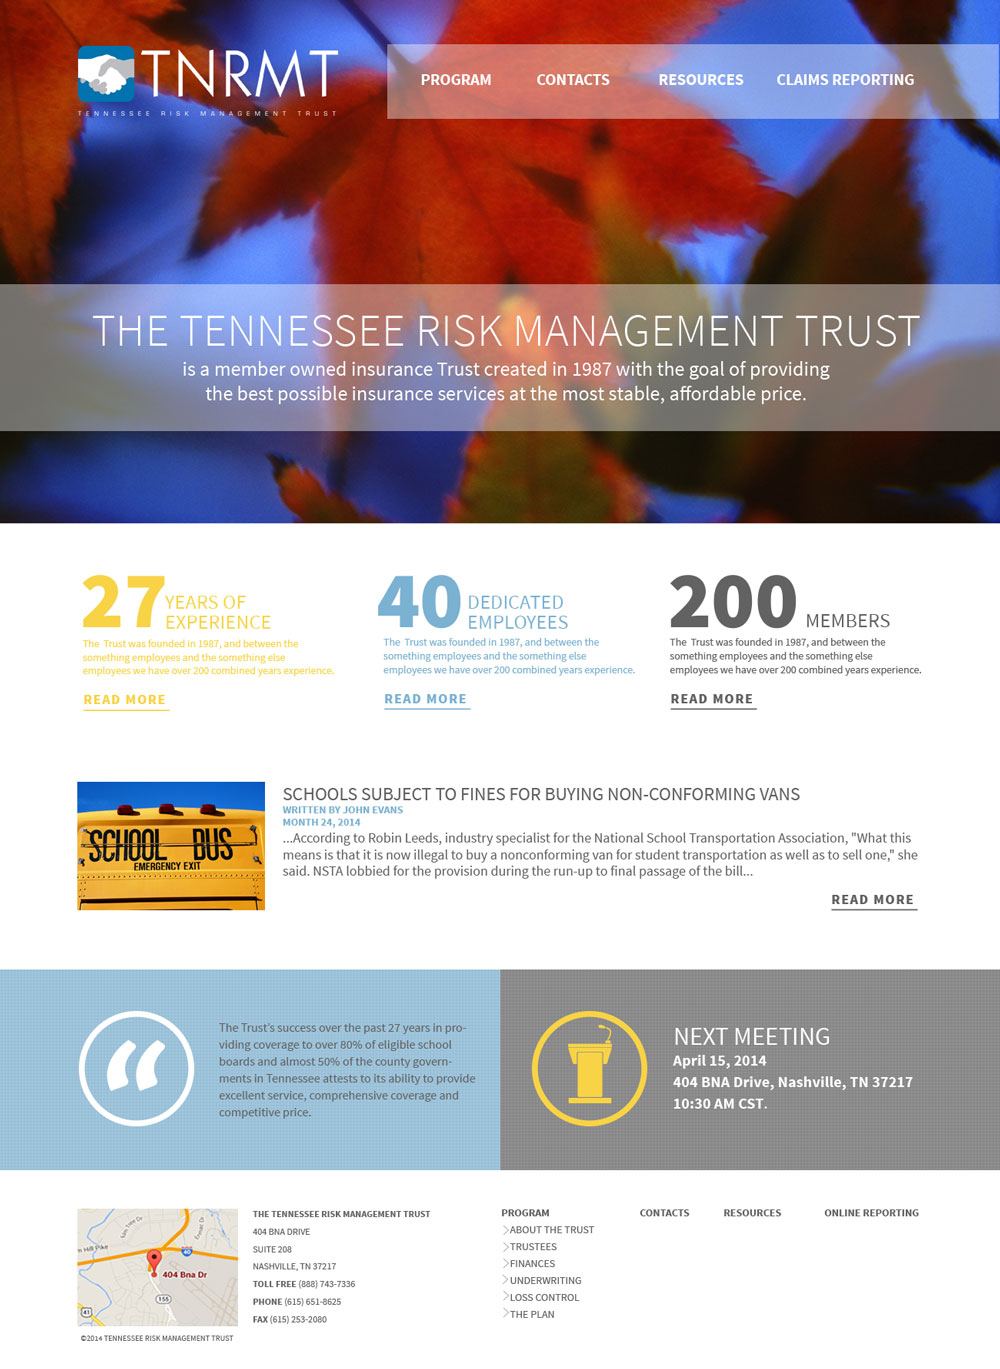 TNRMT
TENNESSEE RISK MANAGEMENT TRUST
PROGRAM CONTACTS RESOURCES CLAIMS REPORTING
THE TENNESSEE RISK MANAGEMENT TRUST
is a member owned insurance Trust created in 1987 with the goal of providing
the best possible insurance services at the most stable, affordable price.
27 YEARS OF
EXPERIENCE
The Trust was founded in 1987, and between the
something employees and the something else
employees we have over 200 combined years experience.
READ MORE
40 DEDICATED
EMPLOYEES
The Trust was founded in 1987, and between the
something employees and the something else
employees we have over 200 combined years experience.
READ MORE
200 MEMBERS
The Trust was founded in 1987, and between the
something employees and the something else
employees we have over 200 combined years experience.
READ MORE
SCHOOL BUS
EMERGENCY EXIT
SCHOOLS SUBJECT TO FINES FOR BUYING NON-CONFORMING VANS
WRITTEN BY JOHN EVANS
MONTH 24, 2014
...According to Robin Leeds, industry specialist for the National School Transportation Association, "What this
means is that it is now illegal to buy a nonconforming van for student transportation as well as to sell one," she
said. NSTA lobbied for the provision during the run-up to final passage of the bill...
READ MORE
“
The Trust's success over the past 27 years in pro-
viding coverage to over 80% of eligible school
boards and almost 50% of the county govern-
ments in Tennessee attests to its ability to provide
excellent service, comprehensive coverage and
competitive price.
NEXT MEETING
April 15, 2014
404 BNA Drive, Nashville, TN 37217
10:30 AM CST.
Hill Pike
40
404 Bna Dr
155
41
©2014 TENNESSEE RISK MANAGEMENT TRUST
THE TENNESSEE RISK MANAGEMENT TRUST
404 BNA DRIVE
SUITE 208
NASHVILLE, TN 37217
TOLL FREE (888) 743-7336
PHONE (615) 651-8625
FAX (615) 253-2080
PROGRAM
ABOUT THE TRUST
TRUSTEES
FINANCES
UNDERWRITING
LOSS CONTROL
THE PLAN
CONTACTS
RESOURCES
ONLINE REPORTING